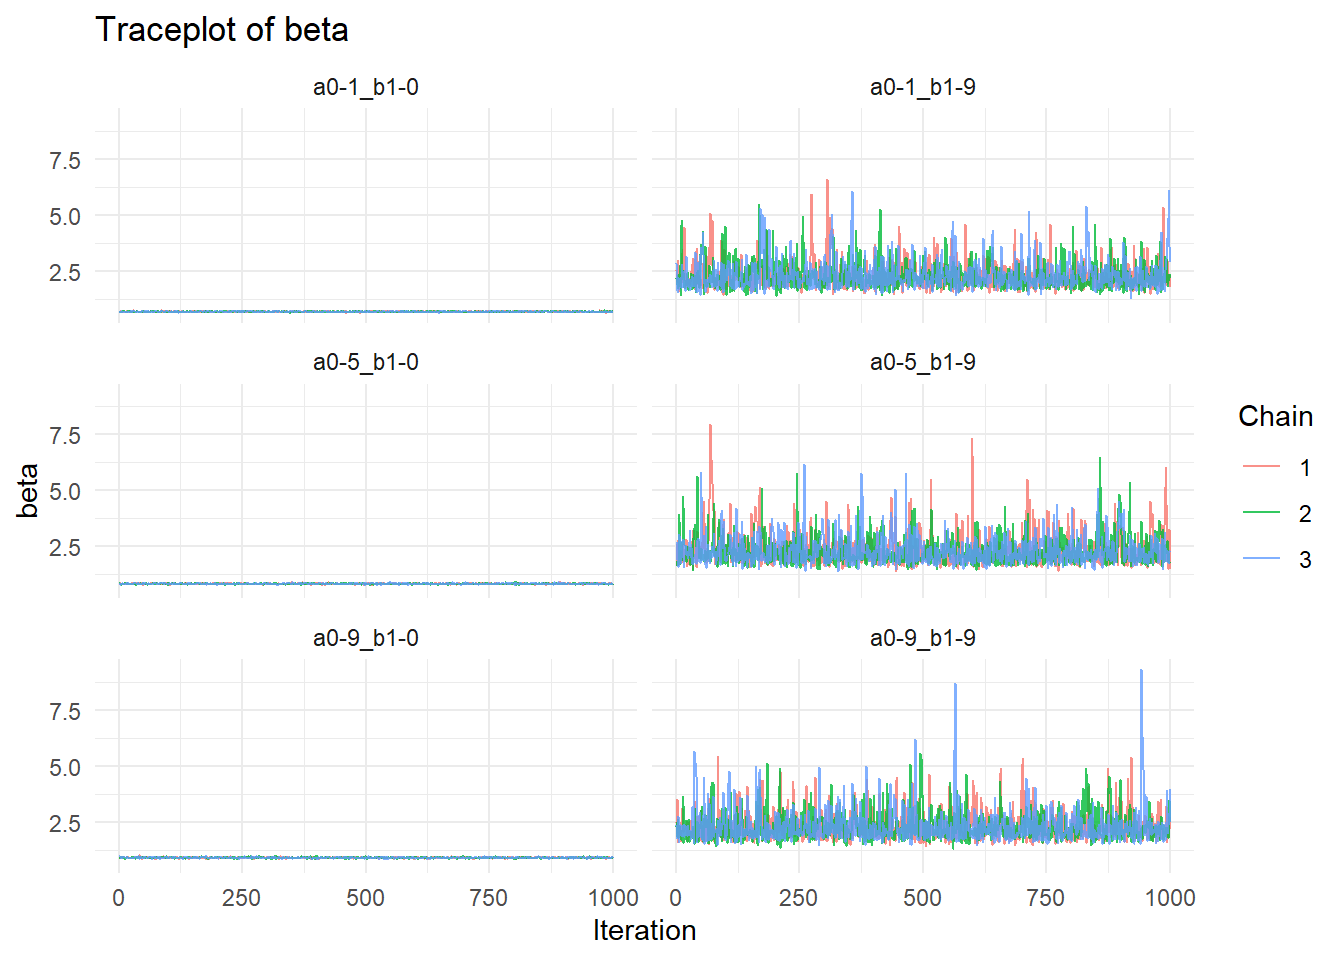 Traceplot of beta
a0-1_b1-0
a0-1_b1-9
7.5
5.0
2.5
a0-5_b1-0
a0-5_b1-9
7.5
5.0
2.5
a0-9_b1-0
a0-9_b1-9
7.5
5.0
2.5
0 250 500 750 1000
0 250 500 750 1000
Iteration
beta
Chain
1
2
3